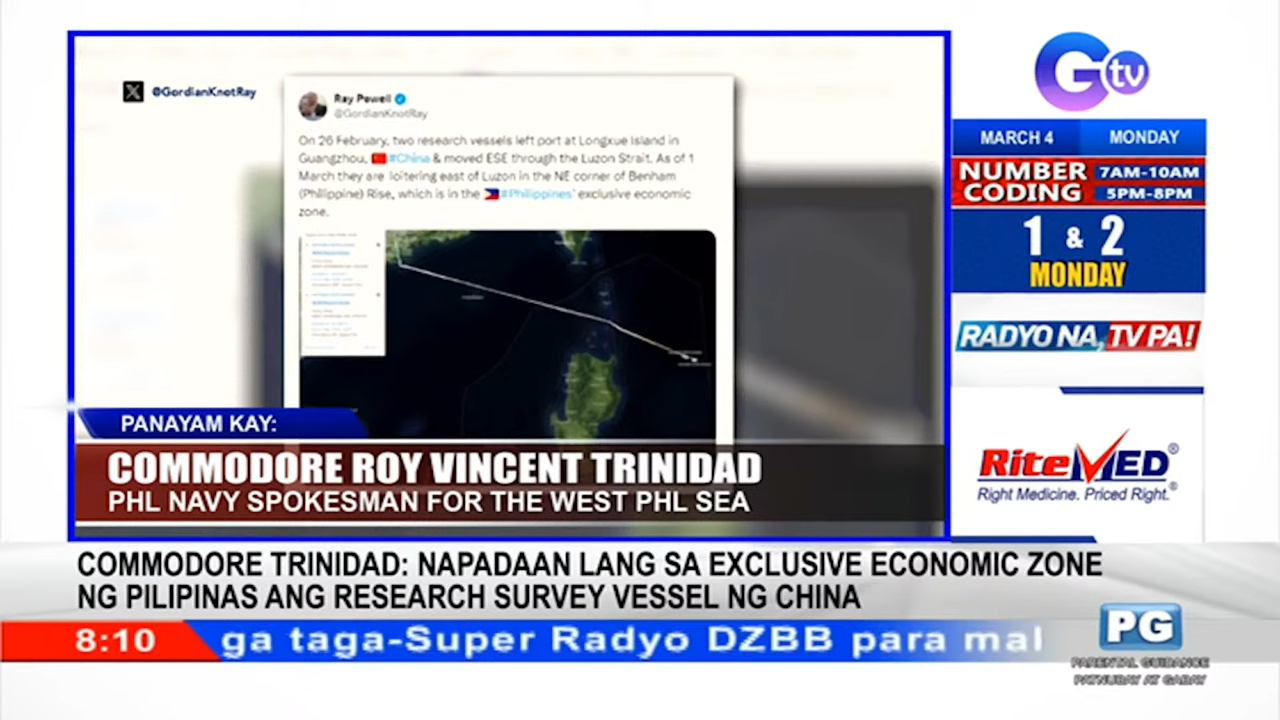 @GordianKnotRay
Ray Powell
@GordianKnotRay
On 26 February, two research vessels left port at Longxue Island in
Guangzhou, 🇨🇳#China & moved ESE through the Luzon Strait. As of 1
March they are loitering east of Luzon in the NE corner of Benham
(Philippine) Rise, which is in the 🇵🇭#Philippines' exclusive economic
zone.
PANAYAM KAY:
COMMODORE ROY VINCENT TRINIDAD
PHL NAVY SPOKESMAN FOR THE WEST PHL SEA
COMMODORE TRINIDAD: NAPADAAN LANG SA EXCLUSIVE ECONOMIC ZONE
NG PILIPINAS ANG RESEARCH SURVEY VESSEL NG CHINA
8:10 ga taga-Super Radyo DZBB para mal
Gtv
MARCH 4 MONDAY
NUMBER CODING
7AM-10AM
5PM-8PM
1 & 2
MONDAY
RADYO NA, TV PA!
RiteMED®
Right Medicine. Priced Right.®
PG
PARENTAL GUIDANCE
PATNUBAY AT GABAY